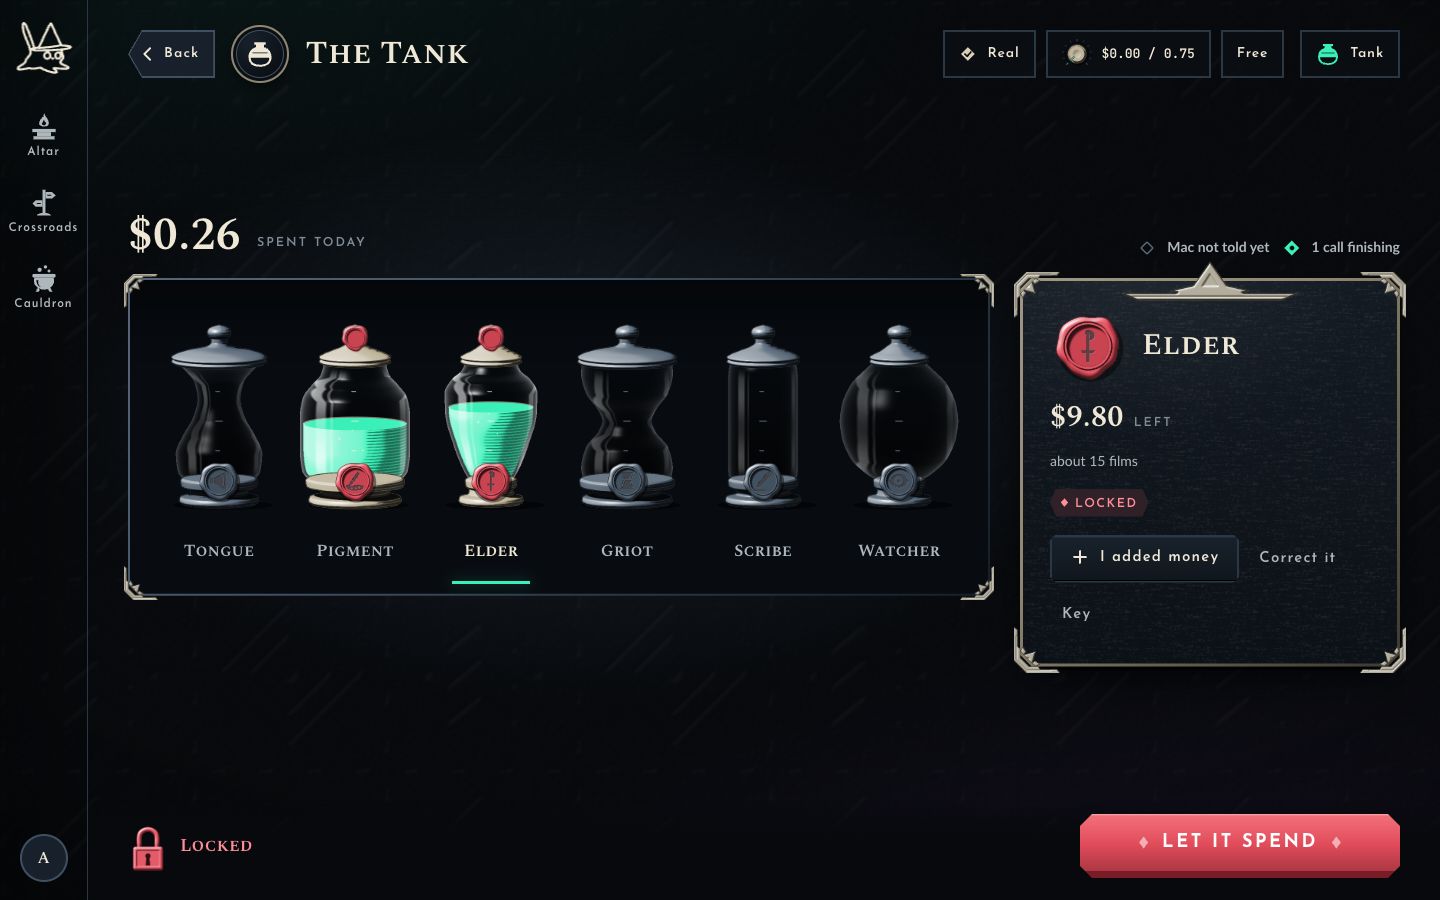 Back
THE TANK
Real
$0.00 / 0.75
Free
Tank
Altar
Crossroads
Cauldron
$0.26 SPENT TODAY
Mac not told yet
1 call finishing
TONGUE
PIGMENT
ELDER
GRIOT
SCRIBE
WATCHER
ELDER
$9.80 LEFT
about 15 films
LOCKED
I added money
Correct it
Key
A
LOCKED
LET IT SPEND